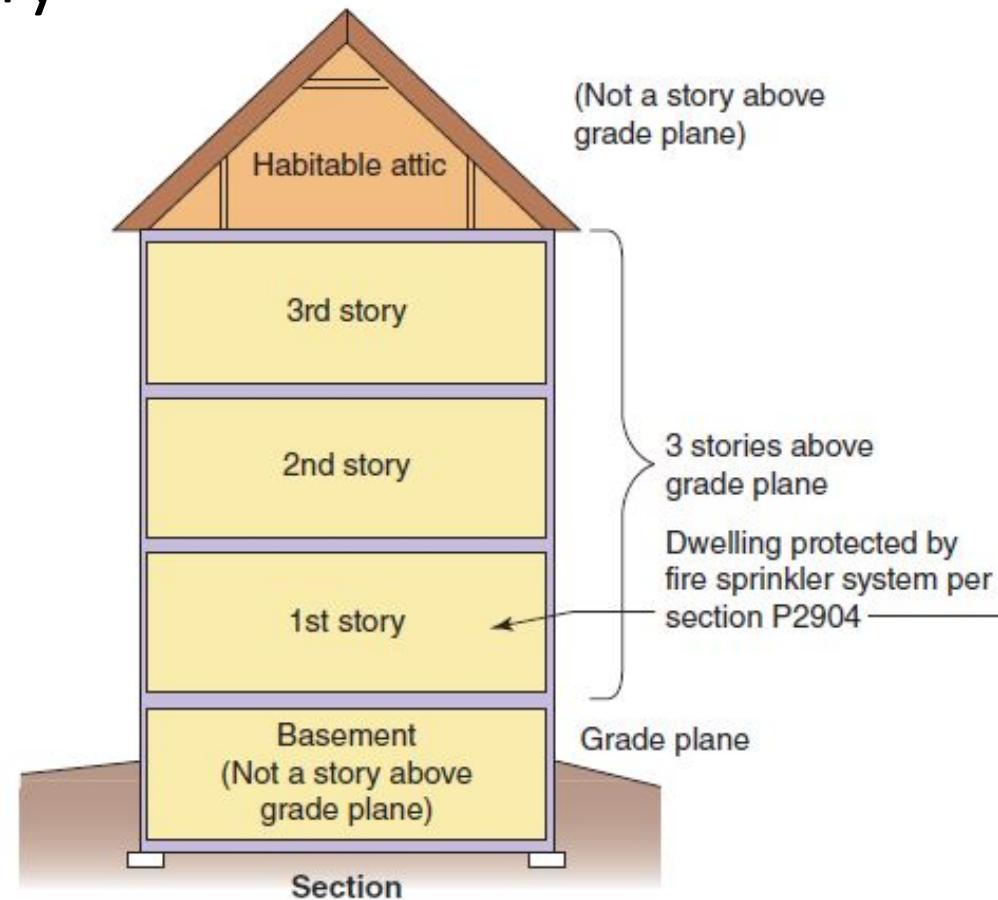 (Not a story above
grade plane)
Habitable attic
3rd story
2nd story
3 stories above
grade plane
Dwelling protected by
fire sprinkler system per
section P2904
1st story
Basement
(Not a story above
grade plane)
Grade plane
Section